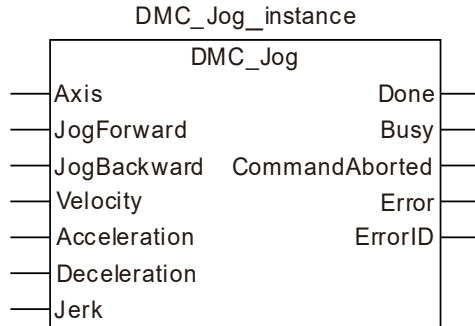 DMC_Jog_instance
DMC_Jog
Axis Done
JogForward Busy
JogBackward CommandAborted
Velocity Error
Acceleration ErrorID
Deceleration
Jerk